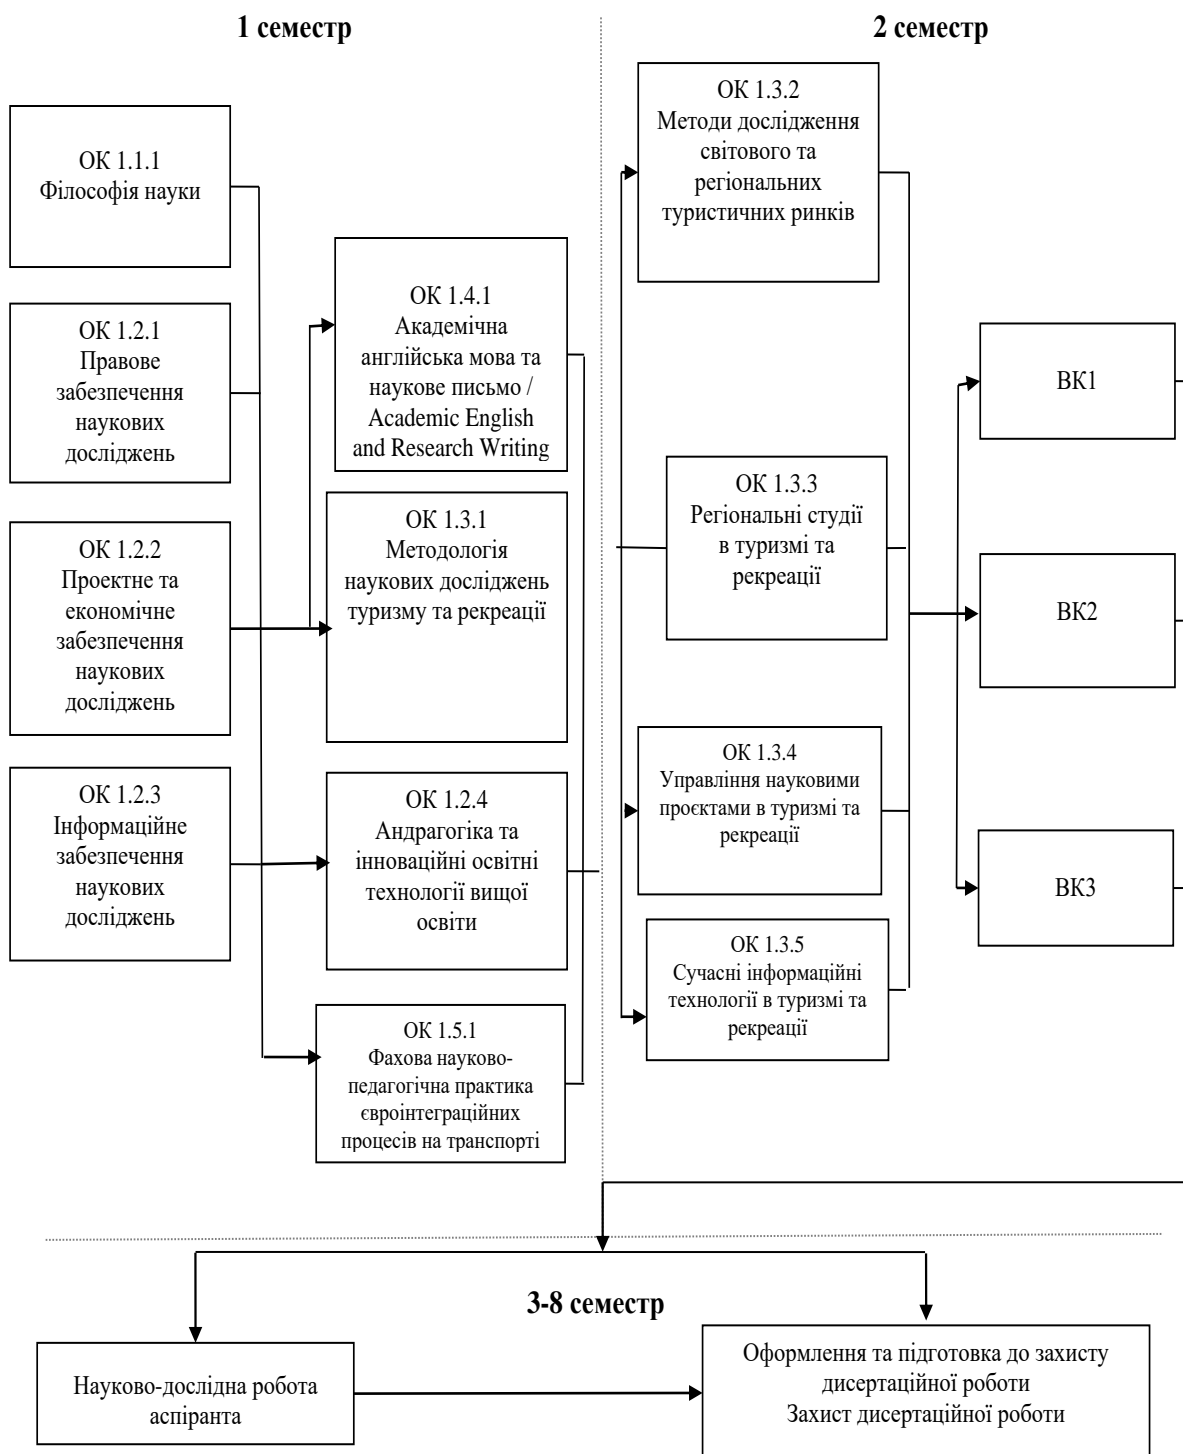 1 семестр
2 семестр
ОК 1.1.1
Філософія науки
ОК 1.2.1
Правове
забезпечення
наукових
досліджень
ОК 1.2.2
Проектне та
економічне
забезпечення
наукових
досліджень
ОК 1.2.3
Інформаційне
забезпечення
наукових
досліджень
ОК 1.4.1
Академічна
англійська мова та
наукове письмо /
Academic English
and Research Writing
ОК 1.3.1
Методологія
наукових досліджень
туризму та рекреації
ОК 1.2.4
Андрагогіка та
інноваційні освітні
технології вищої
освіти
ОК 1.5.1
Фахова науково-
педагогічна практика
євроінтеграційних
процесів на транспорті
ОК 1.3.2
Методи дослідження
світового та
регіональних
туристичних ринків
ОК 1.3.3
Регіональні студії
в туризмі та
рекреації
ОК 1.3.4
Управління науковими
проєктами в туризмі та
рекреації
ОК 1.3.5
Сучасні інформаційні
технології в туризмі та
рекреації
ВК1
ВК2
ВК3
3-8 семестр
Науково-дослідна робота
аспіранта
Оформлення та підготовка до захисту
дисертаційної роботи
Захист дисертаційної роботи